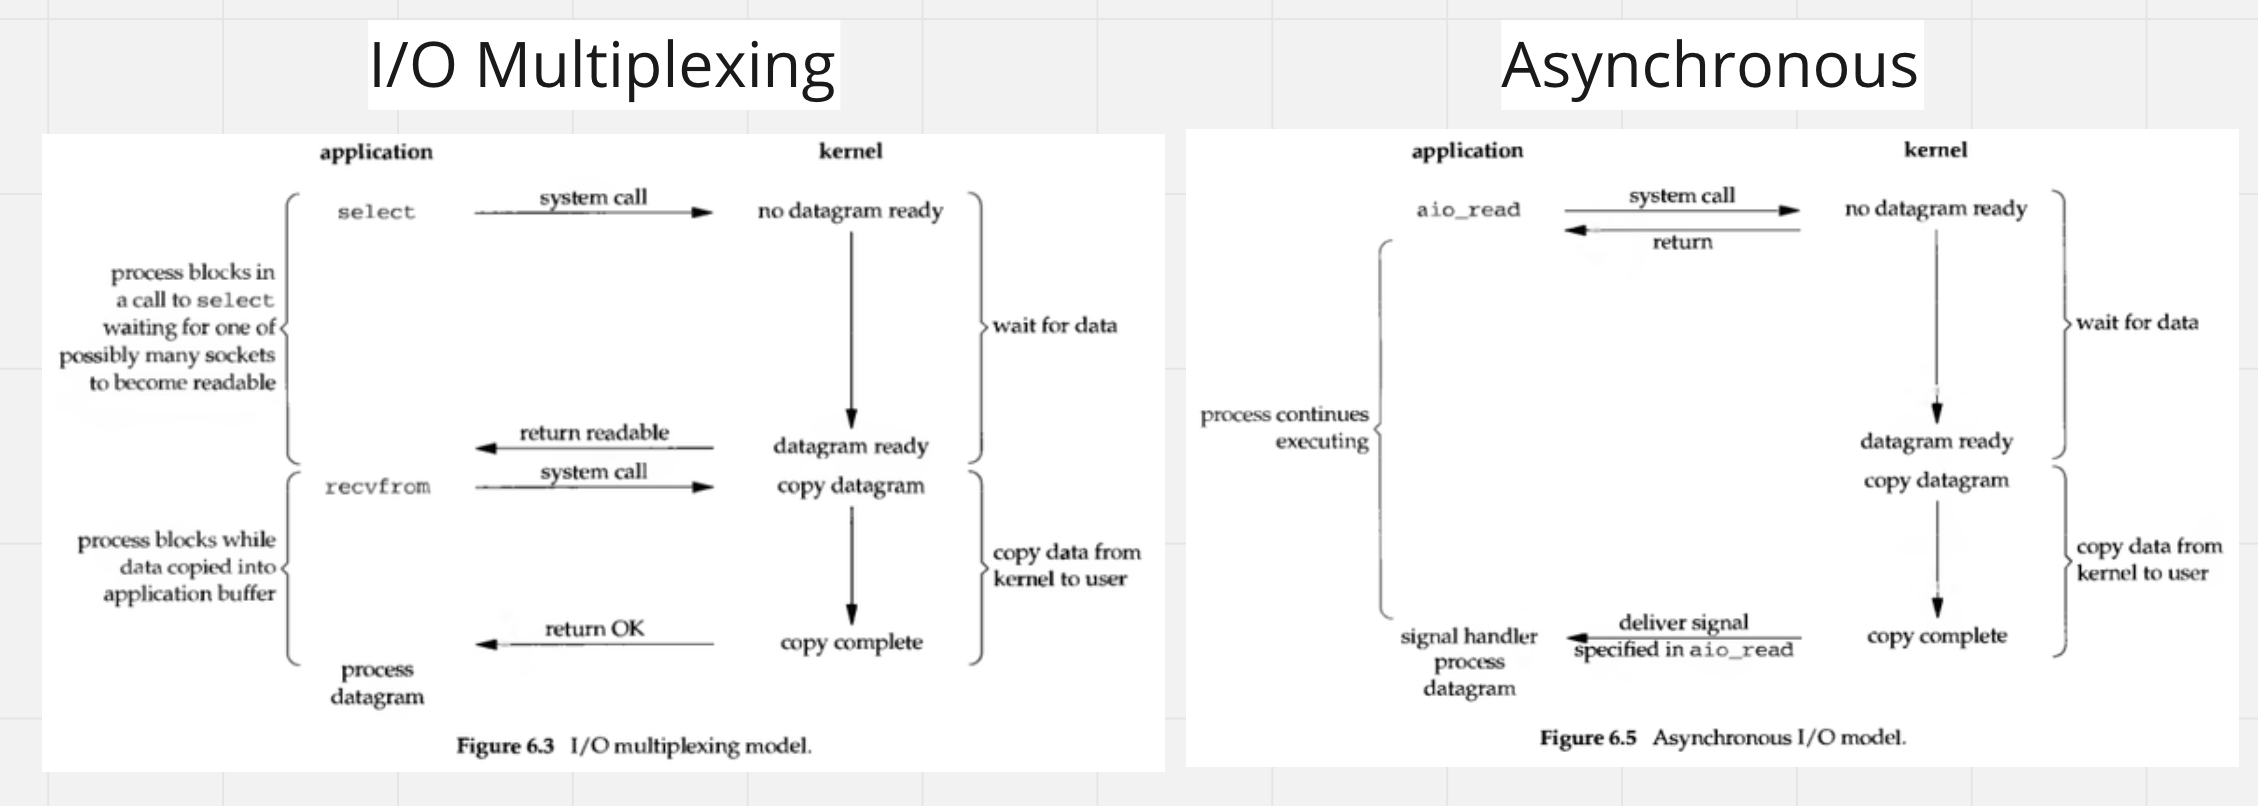 I/O Multiplexing
application kernel
select system call no datagram ready
process blocks in
a call to select
waiting for one of
possibly many sockets
to become readable
wait for data
return readable datagram ready
recvfrom system call copy datagram
process blocks while
data copied into
application buffer
copy data from
kernel to user
return OK copy complete
process
datagram
Figure 6.3 I/O multiplexing model.
Asynchronous
application kernel
aio_read system call no datagram ready
return
wait for data
process continues
executing
datagram ready
copy datagram
copy data from
kernel to user
deliver signal
signal handler copy complete
specified in aio_read
process
datagram
Figure 6.5 Asynchronous I/O model.